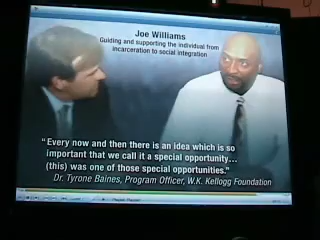 Joe Williams
Guiding and supporting the individual from
incarceration to social integration
“Every now and then there is an idea which is so
important that we call it a special opportunity...
(this) was one of those special opportunities.”
Dr. Tyrone Baines, Program Officer, W.K. Kellogg Foundation